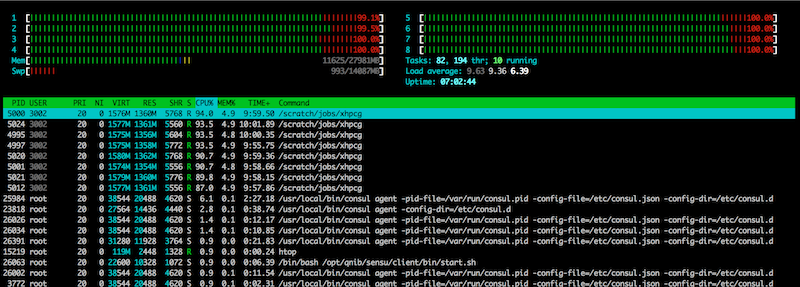 1 [99.1%] 5 [100.0%]
2 [99.5%] 6 [100.0%]
3 [100.0%] 7 [100.0%]
4 [100.0%] 8 [100.0%]
Mem[11625/27981MB] Tasks: 82, 194 thr; 10 running
Swp[993/14087MB] Load average: 9.63 9.36 6.39
Uptime: 07:02:44
PID USER PRI NI VIRT RES SHR S CPU% MEM% TIME+ Command
5000 3002 20 0 1576M 1360M 5768 R 94.0 4.9 9:59.50 /scratch/jobs/xhpcg
5024 3002 20 0 1577M 1361M 5560 R 93.5 4.9 10:01.89 /scratch/jobs/xhpcg
4995 3002 20 0 1575M 1356M 5604 R 93.5 4.8 10:00.35 /scratch/jobs/xhpcg
4997 3002 20 0 1575M 1358M 5772 R 93.5 4.9 9:55.75 /scratch/jobs/xhpcg
5020 3002 20 0 1580M 1362M 5768 R 90.7 4.9 9:59.36 /scratch/jobs/xhpcg
5001 3002 20 0 1574M 1354M 5556 R 90.7 4.8 9:58.66 /scratch/jobs/xhpcg
5021 3002 20 0 1579M 1360M 5776 R 89.8 4.9 9:58.15 /scratch/jobs/xhpcg
5012 3002 20 0 1577M 1361M 5556 R 87.0 4.9 9:57.86 /scratch/jobs/xhpcg
25984 root 20 0 38544 20488 4620 S 6.1 0.1 2:27.18 /usr/local/bin/consul agent -pid-file=/var/run/consul.pid -config-file=/etc/consul.json -config-dir=/etc/consul.d
23818 root 20 0 27564 14436 4440 S 2.8 0.1 0:38.74 /usr/local/bin/consul agent -config-dir=/etc/consul.d
26026 root 20 0 38544 20488 4620 S 1.4 0.1 0:12.17 /usr/local/bin/consul agent -pid-file=/var/run/consul.pid -config-file=/etc/consul.json -config-dir=/etc/consul.d
26034 root 20 0 38544 20488 4620 S 1.4 0.1 0:10.85 /usr/local/bin/consul agent -pid-file=/var/run/consul.pid -config-file=/etc/consul.json -config-dir=/etc/consul.d
26391 root 20 0 31280 11928 3764 S 0.9 0.0 0:21.83 /usr/local/bin/consul agent -pid-file=/var/run/consul.pid -config-file=/etc/consul.json -config-dir=/etc/consul.d
15219 root 20 0 119M 2448 1328 R 0.9 0.0 0:00.24 htop
26063 root 20 0 22600 10328 1072 S 0.9 0.0 0:06.39 /bin/bash /opt/qnib/sensu/client/bin/start.sh
26002 root 20 0 38544 20488 4620 S 0.9 0.1 0:11.54 /usr/local/bin/consul agent -pid-file=/var/run/consul.pid -config-file=/etc/consul.json -config-dir=/etc/consul.d
3772 root 20 0 38544 20488 4620 S 0.9 0.1 0:02.31 /usr/local/bin/consul agent -pid-file=/var/run/consul.pid -config-file=/etc/consul.json -config-dir=/etc/consul.d